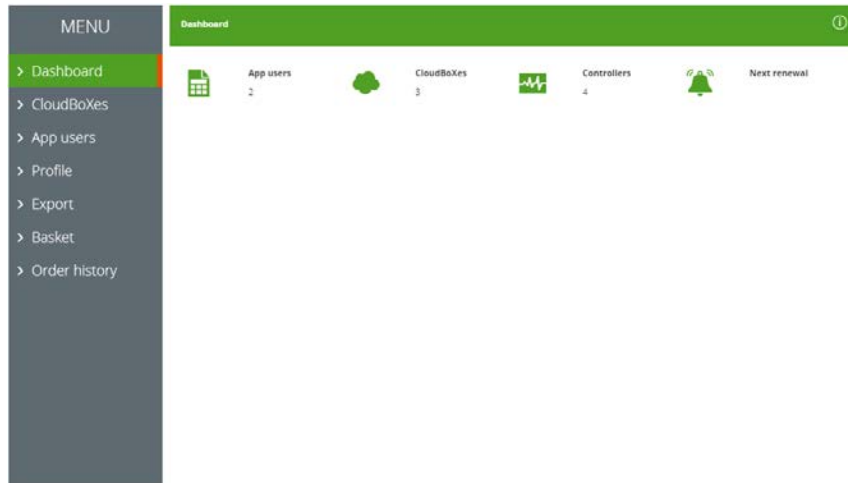 MENU
Dashboard
CloudBoXes
App users
Profile
Export
Basket
Order history
Dashboard
App users
2
CloudBoXes
3
Controllers
4
Next renewal